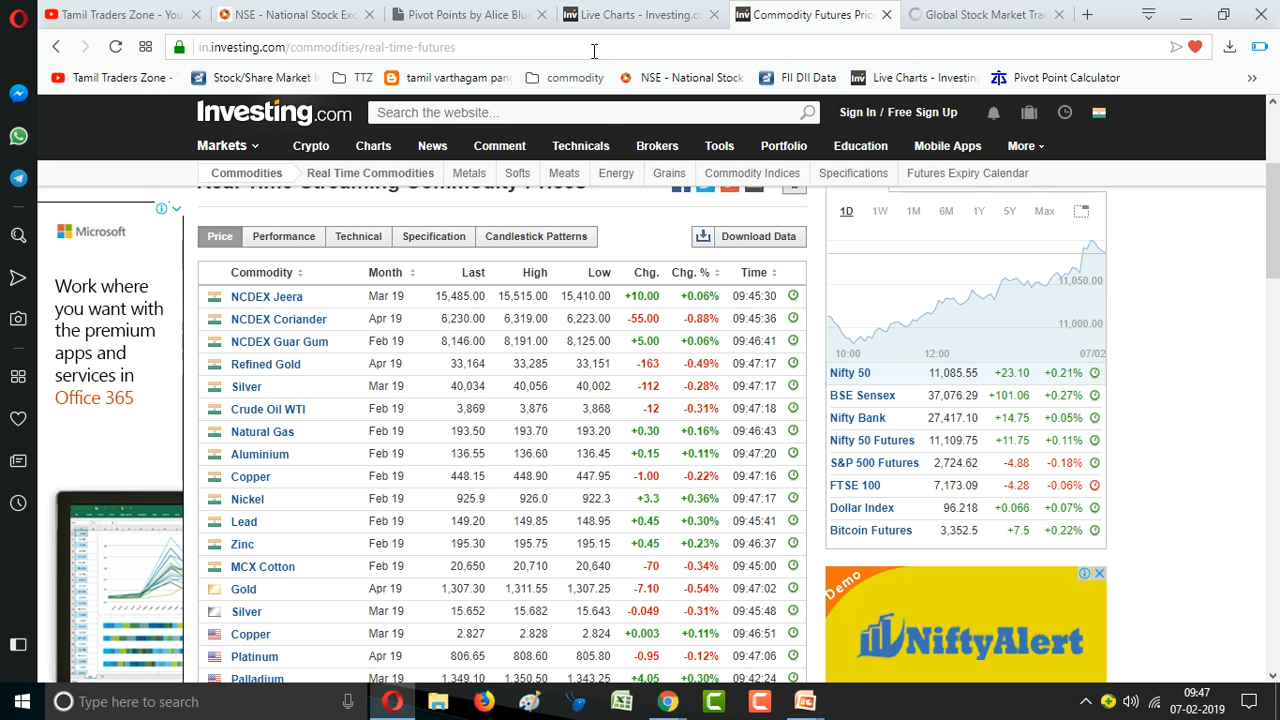 Tamil Traders Zone - You
NSE - National Stock Exc
Pivot Points by Alice Blu
Live Charts - Investing.co
Commodity Futures Pric
Global Stock Market Trad
in.investing.com/commodities/real-time-futures
Tamil Traders Zone -
Stock/Share Market I
TTZ
tamil varthagam pan
commodity
NSE - National Stock
FII DII Data
Live Charts - Investin
Pivot Point Calculator
Investing.com
Search the website...
Sign In / Free Sign Up
Markets Crypto Charts News Comment Technicals Brokers Tools Portfolio Education Mobile Apps More
Commodities Real Time Commodities Metals Softs Meats Energy Grains Commodity Indices Specifications Futures Expiry Calendar
Real Time Streaming Commodity Prices
Price Performance Technical Specification Candlestick Patterns Download Data
Commodity Month Last High Low Chg. Chg. % Time
NCDEX Jeera Mar 19 15,485.00 15,515.00 15,410.00 +10.00 +0.06% 09:45:30
NCDEX Coriander Apr 19 6,230.00 6,319.00 6,223.00 -55.00 -0.88% 09:45:36
NCDEX Guar Gum Feb 19 8,146.00 8,191.00 8,125.00 +5.00 +0.06% 09:46:41
Refined Gold Apr 19 33,164 33,285 33,151 -163 -0.49% 09:47:17
Silver Mar 19 40,034 40,056 40,002 -112 -0.28% 09:47:17
Crude Oil WTI Feb 19 3,869 3,876 3,868 -12 -0.31% 09:47:18
Natural Gas Feb 19 193.50 193.70 193.20 +0.30 +0.16% 09:46:43
Aluminium Feb 19 136.55 136.60 136.45 +0.15 +0.11% 09:47:20
Copper Feb 19 448.15 448.90 447.95 -1.00 -0.22% 09:47:16
Nickel Feb 19 925.9 926.0 922.3 +3.3 +0.36% 09:47:17
Lead Feb 19 149.20 149.85 148.95 +0.45 +0.30% 09:45:41
Zinc Feb 19 195.30 195.75 195.15 +0.45 +0.23% 09:46:37
MCX Cotton Feb 19 20,650 20,710 20,640 -70 -0.34% 09:45:00
Gold Apr 19 1,307.30 1,311.55 1,307.25 -7.10 -0.54% 09:47:02
Silver Mar 19 15.652 15.682 15.643 -0.049 -0.31% 09:45:48
Copper Mar 19 2.827 2.828 2.824 +0.003 +0.11% 09:46:51
Platinum Apr 19 806.65 808.60 805.80 -0.95 -0.12% 09:47:06
Palladium Mar 19 1,349.10 1,350.50 1,343.25 +4.05 +0.30% 09:42:24
Microsoft
Work where
you want with
the premium
apps and
services in
Office 365
1D 1W 1M 6M 1Y 5Y Max
11,050.00
11,000.00
10:00 12:00 07/02
Nifty 50 11,085.55 +23.10 +0.21%
BSE Sensex 37,076.29 +101.06 +0.27%
Nifty Bank 27,417.10 +14.75 +0.05%
Nifty 50 Futures 11,109.75 +11.75 +0.11%
S&P 500 Futures 2,724.62 -4.88 -0.18%
FTSE 100 7,173.09 -4.28 -0.06%
Dollar Index 96.218 +0.066 +0.07%
Bitcoin Futures 3,352.5 +7.5 +0.22%
Demo
NiftyAlert
Type here to search
09:47
07-02-2019